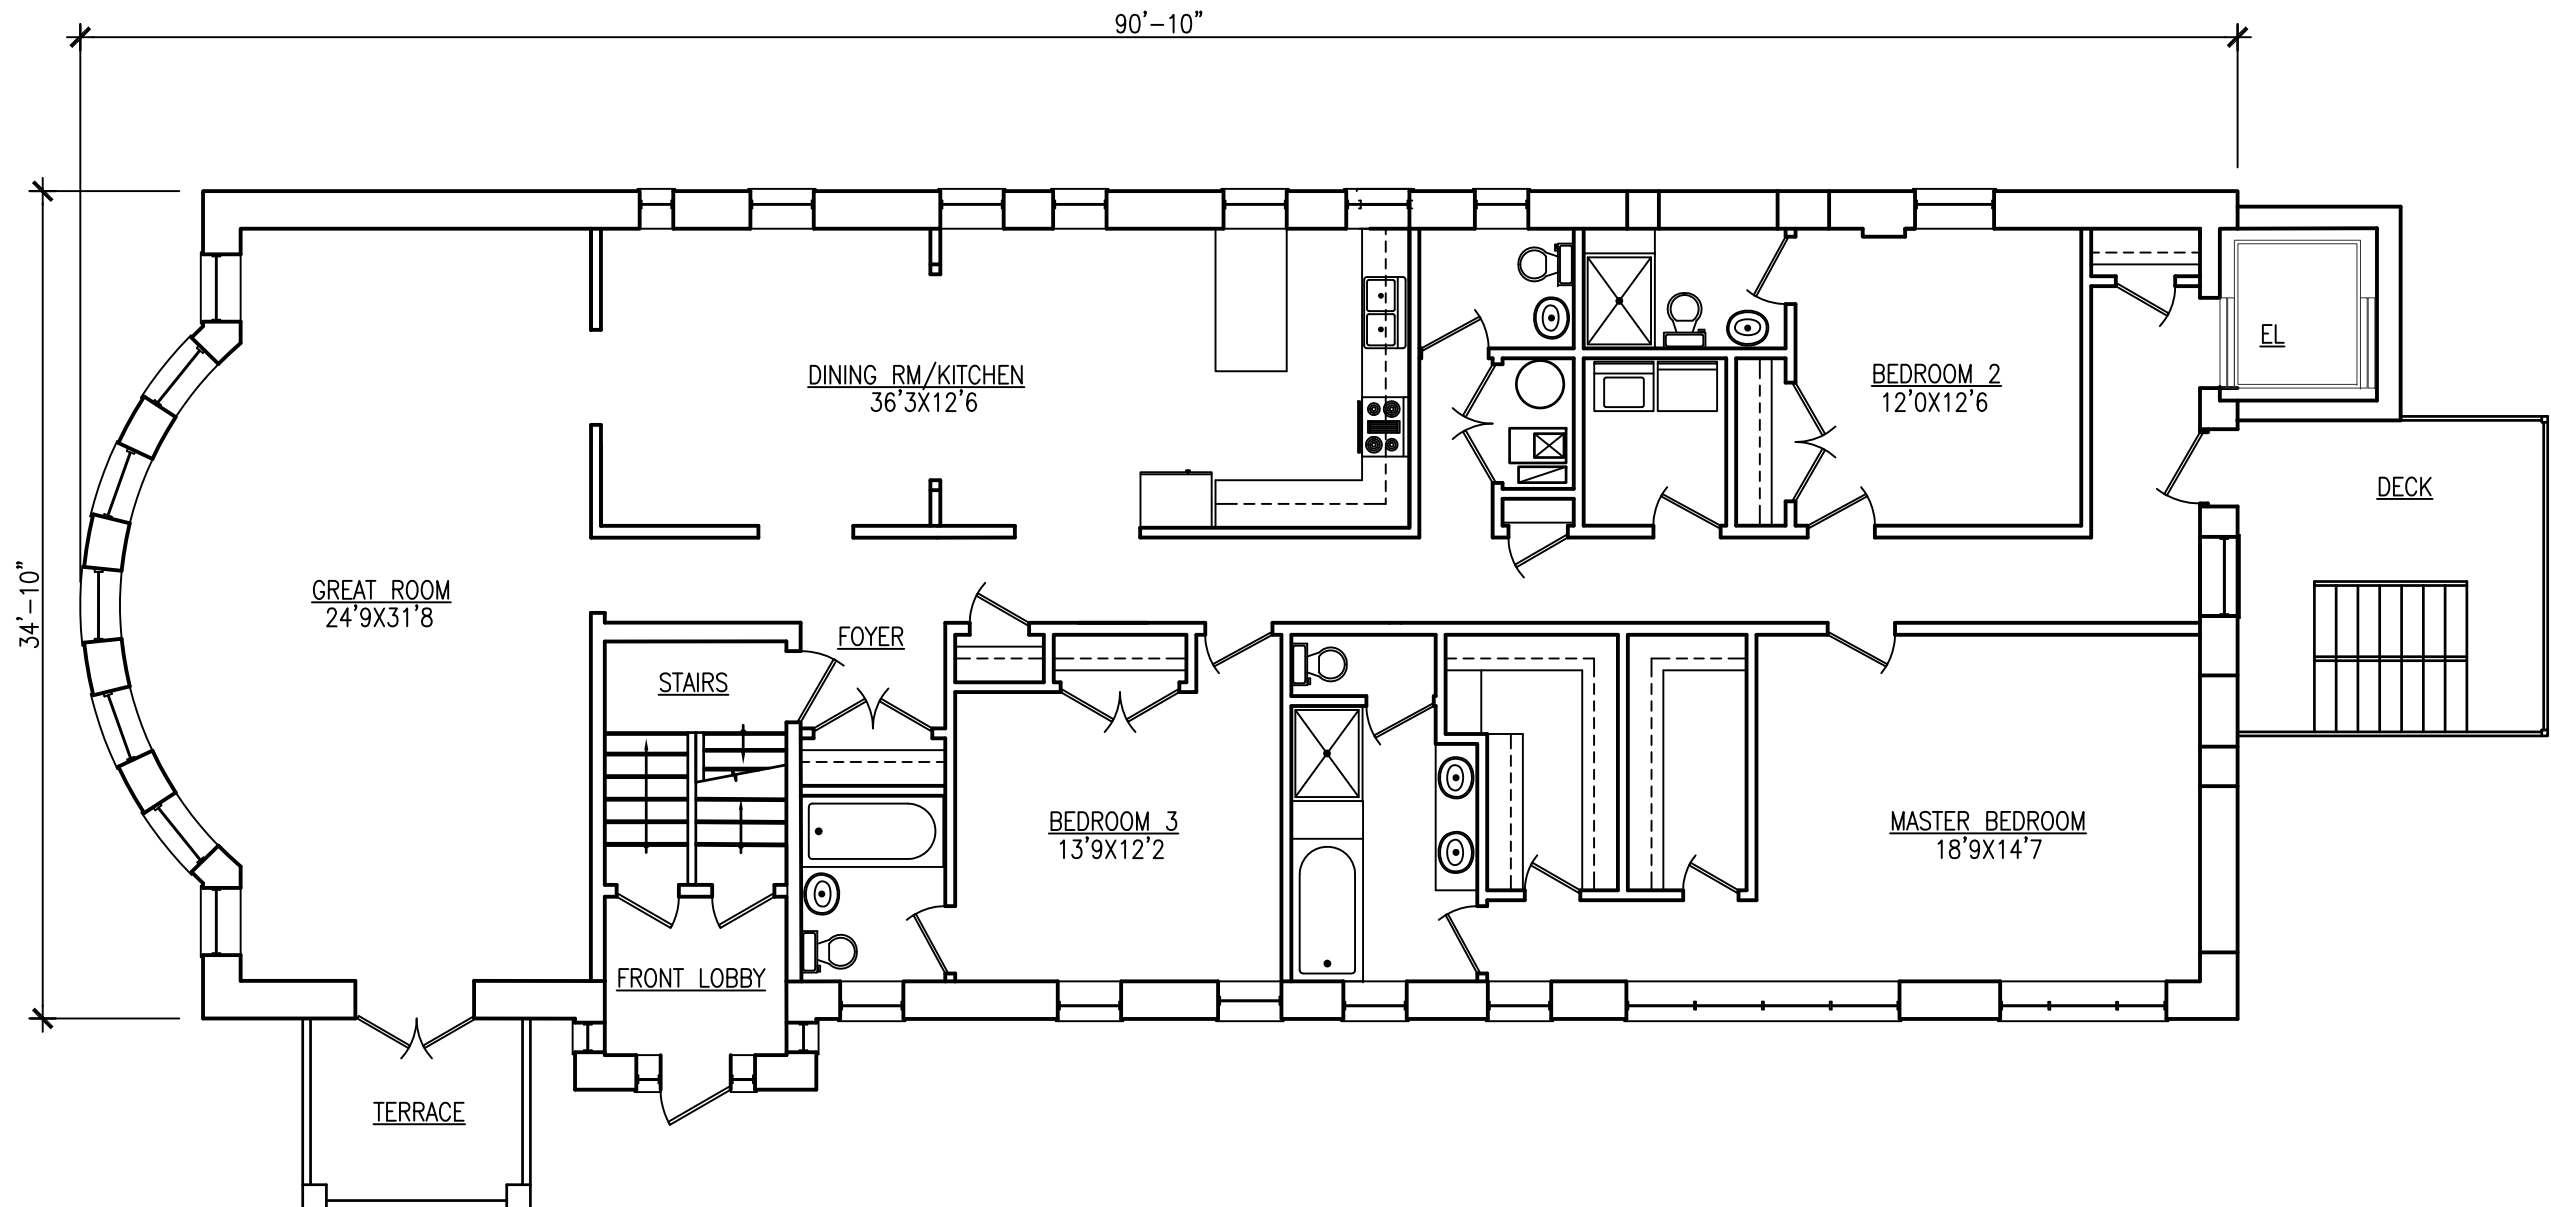 90'-10"
34'-10"
DINING RM/KITCHEN
36'3X12'6
BEDROOM 2
12'0X12'6
EL
DECK
GREAT ROOM
24'9X31'8
FOYER
STAIRS
BEDROOM 3
13'9X12'2
MASTER BEDROOM
18'9X14'7
FRONT LOBBY
TERRACE